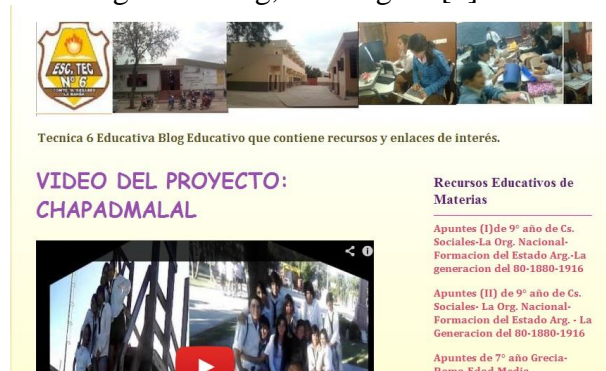 ESC. TEC
Nº 6
Tecnica 6 Educativa Blog Educativo que contiene recursos y enlaces de interés.
VIDEO DEL PROYECTO:
CHAPADMALAL
Recursos Educativos de
Materias
Apuntes (I)de 9° año de Cs.
Sociales-La Org. Nacional-
Formacion del Estado Arg.-La
generacion del 80-1880-1916
Apuntes (II) de 9° año de Cs.
Sociales- La Org. Nacional-
Formacion del Estado Arg. - La
Generacion del 80-1880-1916
Apuntes de 7° año Grecia-